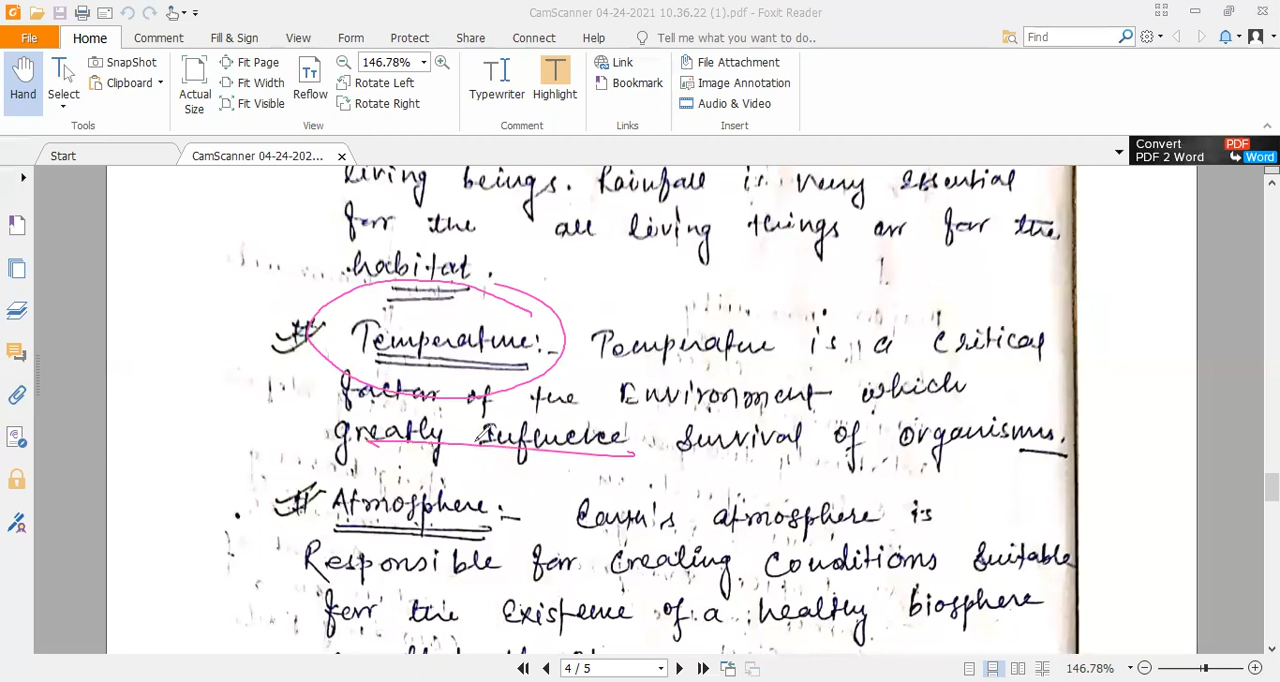 CamScanner 04-24-2021 10.36.22 (1).pdf - Foxit Reader
File Home Comment Fill & Sign View Form Protect Share Connect Help Tell me what you want to do.. Find
Hand
Select
SnapShot
Clipboard
Tools
Actual Size
Fit Page
Fit Width
Fit Visible
Reflow
146.78%
Rotate Left
Rotate Right
View
Typewriter
Highlight
Comment
Link
Bookmark
Links
File Attachment
Image Annotation
Audio & Video
Insert
Start CamScanner 04-24-202...
Convert PDF
PDF 2 Word Word
living beings. Rainfall is very essential
for the all living things or for the
habitat.
Temperature:- Temperature is a critical
factor of the Environment which
greatly Influence survival of organisms.
Atmosphere:- Earth's atmosphere is
Responsible for creating conditions suitable
for the existence of a healthy biosphere
4 / 5 146.78%